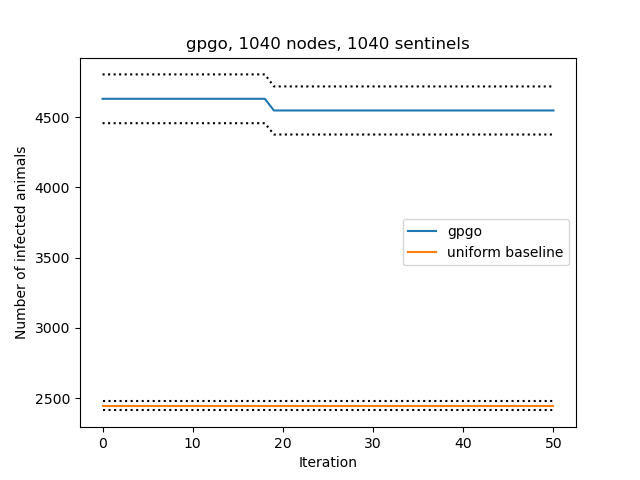 gpgo, 1040 nodes, 1040 sentinels
4500
4000
3500
3000
2500
Number of infected animals
gpgo
uniform baseline
0 10 20 30 40 50
Iteration